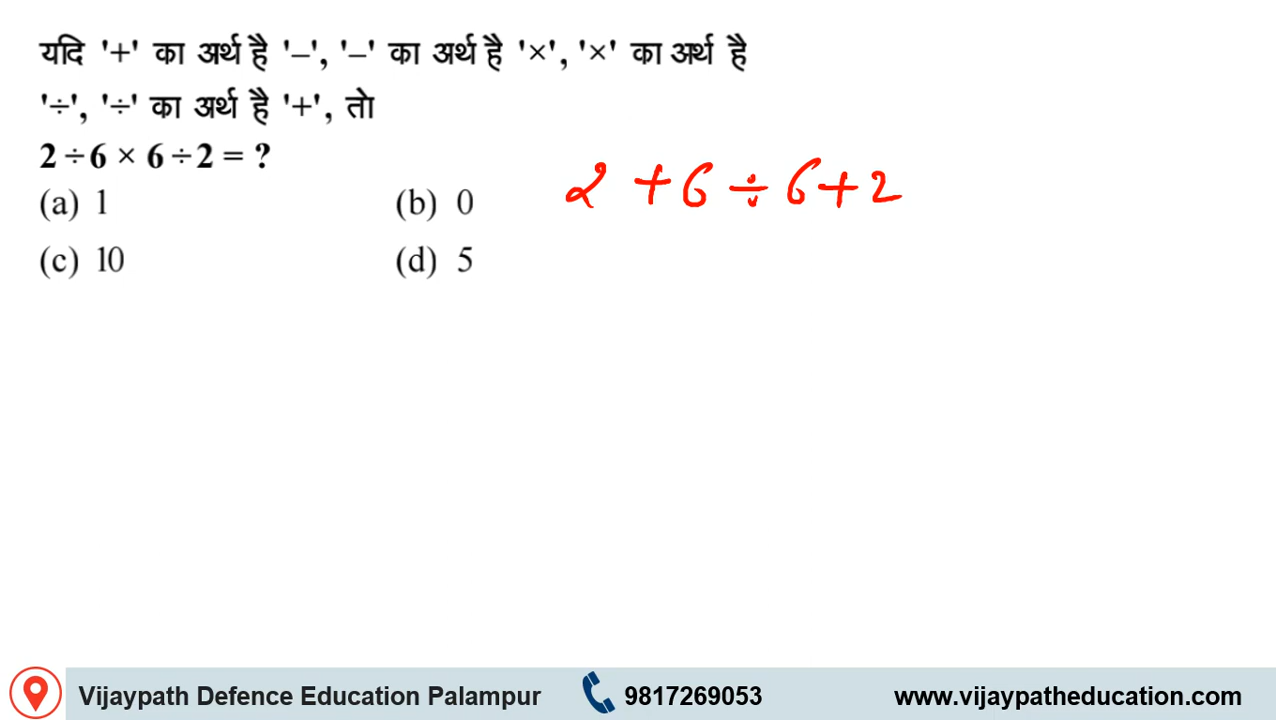 यदि '+' का अर्थ है '–', '–' का अर्थ है '×', '×' का अर्थ है
'÷', '÷' का अर्थ है '+', तो
2 ÷ 6 × 6 ÷ 2 = ?
2 + 6 ÷ 6 + 2
(a) 1 (b) 0
(c) 10 (d) 5
Vijaypath Defence Education Palampur 9817269053 www.vijaypatheducation.com